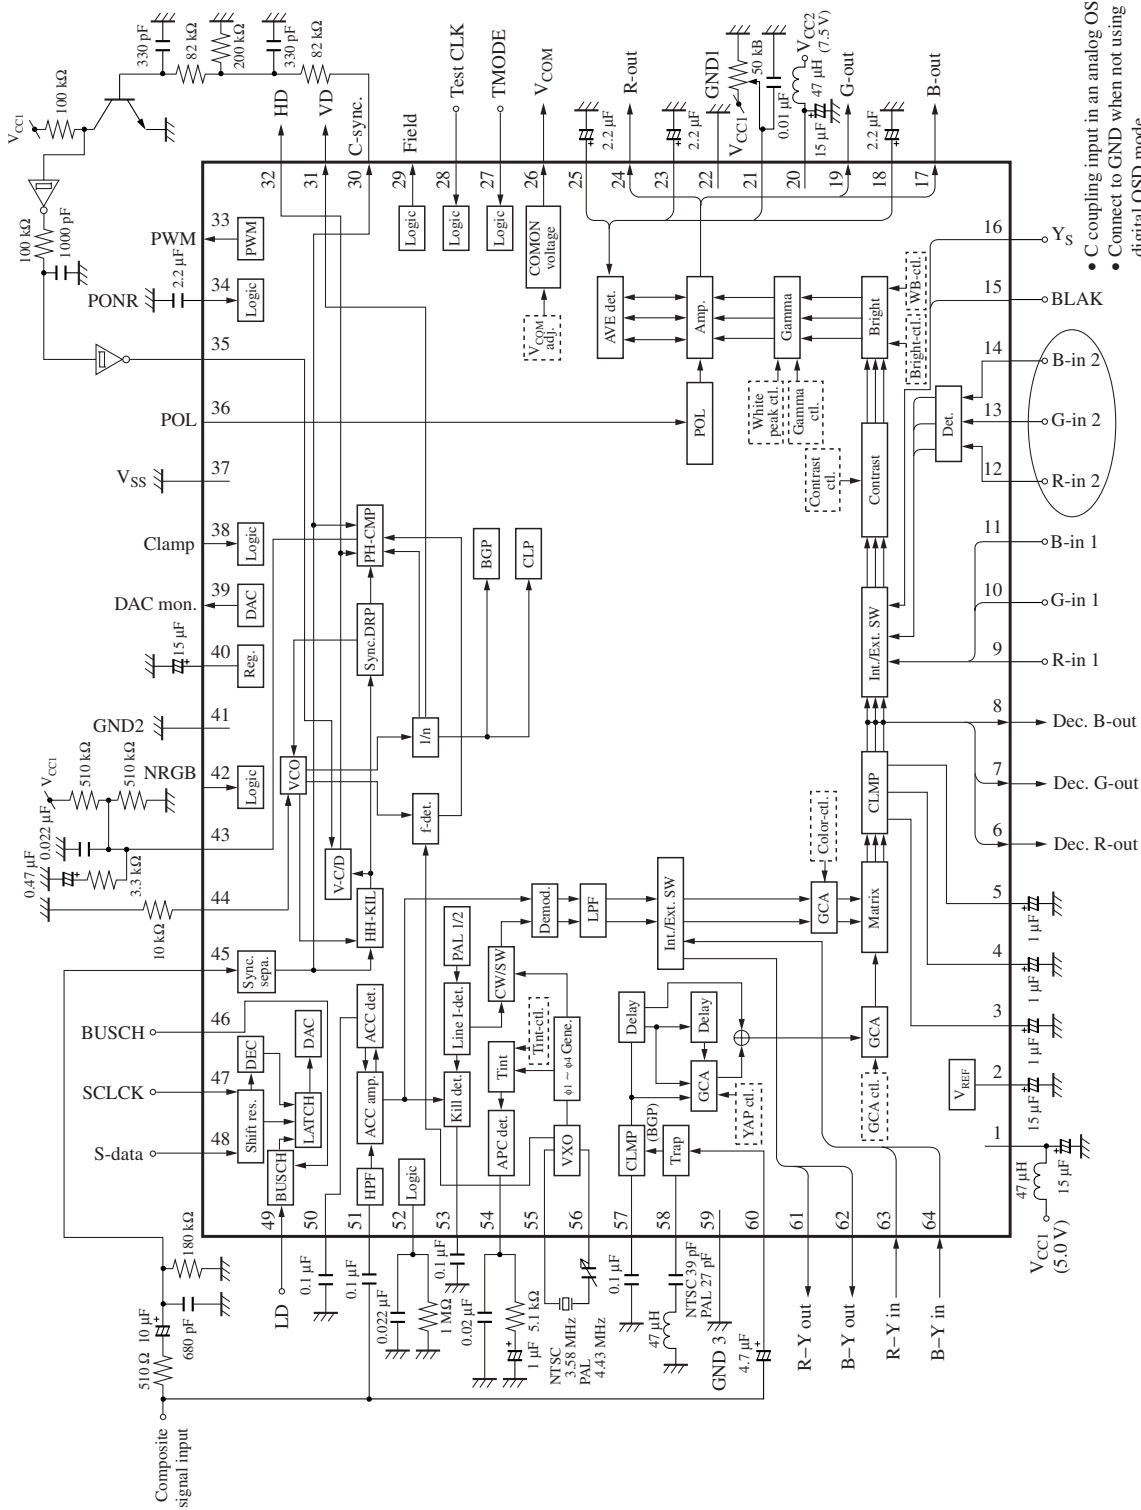 VCC1
100 kΩ
330 pF
82 kΩ
200 kΩ
330 pF
82 kΩ
100 kΩ
1000 pF
2.2 µF
HD
VD
C-sync.
Field
Test CLK
TMODE
VCOM
2.2 µF
R-out
2.2 µF
GND1
VCC1
50 kB
0.01 µF
15 µF
47 µH
VCC2
(7.5 V)
G-out
2.2 µF
B-out
32
31
30
29
28
27
26
25
24
23
22
21
20
19
18
17
PWM
33
PWM
PONR
34
Logic
35
POL
36
VSS
37
Clamp
38
Logic
DAC mon.
39
DAC
15 µF
40
Reg.
GND2
41
NRGB
42
Logic
VCC1
510 kΩ
510 kΩ
0.022 µF
43
0.47 µF
3.3 kΩ
44
10 kΩ
45
Sync.
sepa.
BUSCH
46
SCLCK
47
S-data
48
Logic
Logic
Logic
COMON
voltage
VCOM
adj.
AVE det.
Amp.
Gamma
Bright
WB-ctl.
Bright-ctl.
POL
White
peak ctl.
Gamma
ctl.
Contrast
ctl.
Contrast
Det.
PH-CMP
BGP
CLP
Sync.DRP
Int./Ext. SW
VCO
1/n
f-det.
V-C/D
HH-KIL
CLMP
Color-ctl.
Int./Ext. SW
GCA
Matrix
Demod.
LPF
PAL 1/2
CW/SW
Line I-det.
ACC det.
Tint-ctl.
Tint
ϕ1 ~ ϕ4 Gene.
Delay
Delay
GCA
GCA
GCA ctl.
YAP ctl.
VREF
DEC
DAC
Shift res.
LATCH
BUSCH
ACC amp.
Kill det.
HPF
Logic
APC det.
VXO
CLMP
(BGP)
Trap
16
YS
15
BLAK
14
B-in 2
13
G-in 2
12
R-in 2
11
B-in 1
10
G-in 1
9
R-in 1
8
Dec. B-out
7
Dec. G-out
6
Dec. R-out
5
1 µF
4
1 µF
3
1 µF
2
15 µF
1
47 µH
15 µF
VCC1
(5.0 V)
• C coupling input in an analog OS
• Connect to GND when not using
digital OSD mode
49
50
51
52
53
54
55
56
57
58
59
60
61
62
63
64
180 kΩ
10 µF
680 pF
510 Ω
Composite
signal input
LD
0.1 µF
0.1 µF
0.022 µF
1 MΩ
0.1 µF
0.02 µF
5.1 kΩ
1 µF
NTSC
3.58 MHz
PAL
4.43 MHz
0.1 µF
47 µH
NTSC 39 pF
PAL 27 pF
GND 3
4.7 µF
R–Y out
B–Y out
R–Y in
B–Y in